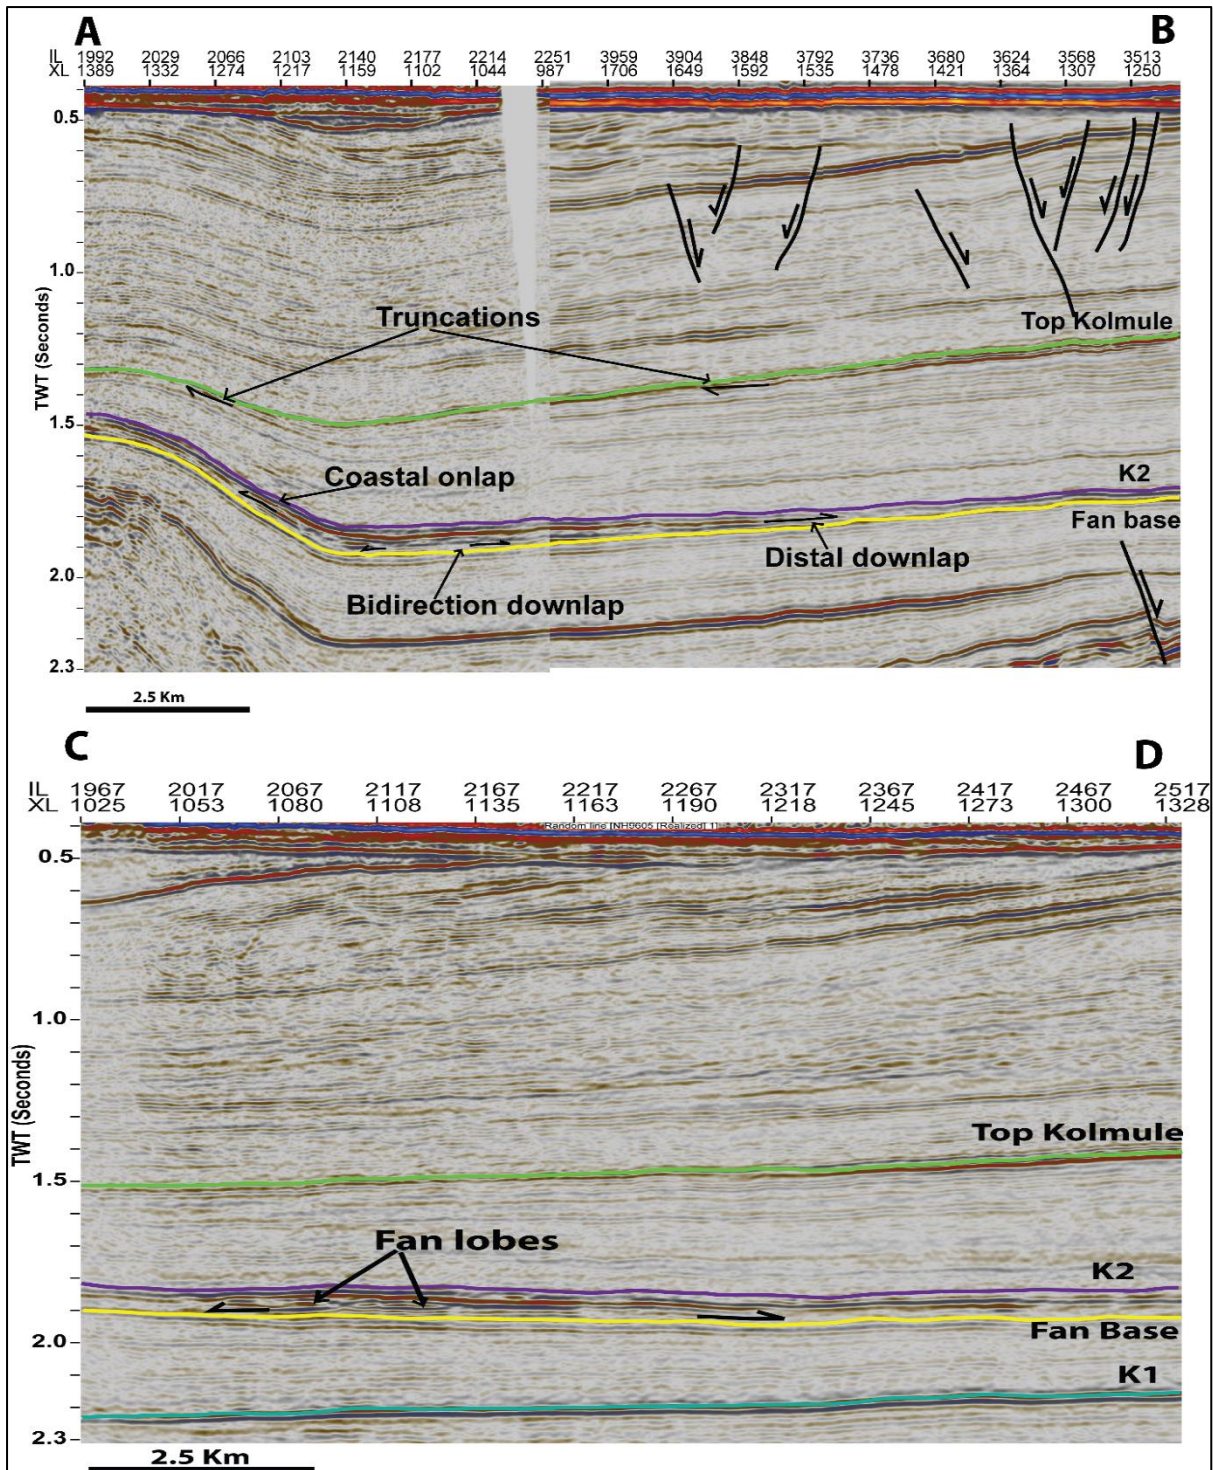 A B
IL 1992 2029 2066 2103 2140 2177 2214 2251 3959 3904 3848 3792 3736 3680 3624 3568 3513
XL 1389 1332 1274 1217 1159 1102 1044 987 1706 1649 1592 1535 1478 1421 1364 1307 1250
0.5
1.0
Truncations
Top Kolmule
TWT (Seconds)
1.5
Coastal onlap
K2
Fan base
Distal downlap
2.0
Bidirection downlap
2.3
2.5 Km
C D
IL 1967 2017 2067 2117 2167 2217 2267 2317 2367 2417 2467 2517
XL 1025 1053 1080 1108 1135 1163 1190 1218 1245 1273 1300 1328
Random line [NH9605 [Realized] 1]
0.5
1.0
TWT (Seconds)
Top Kolmule
1.5
Fan lobes
K2
2.0
Fan Base
K1
2.3
2.5 Km